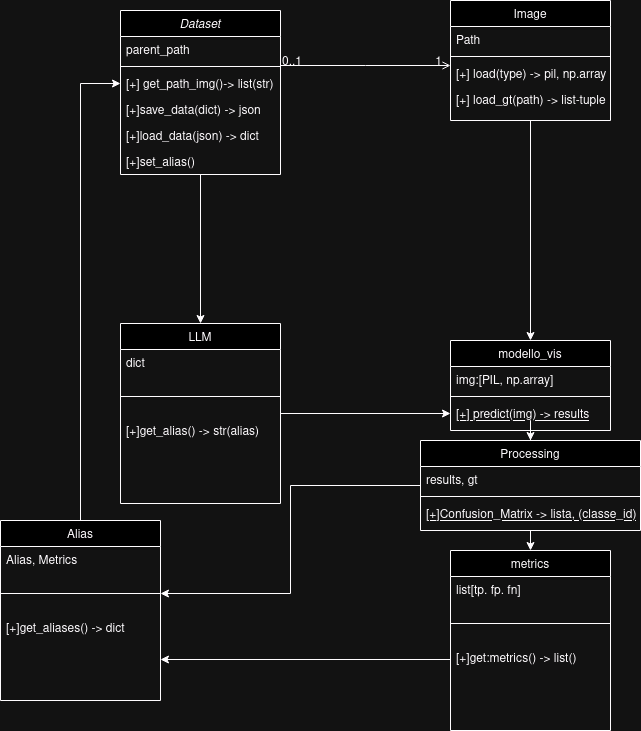 Dataset
parent_path
[+] get_path_img()-> list(str)
[+]save_data(dict) -> json
[+]load_data(json) -> dict
[+]set_alias()
0..1
1
Image
Path
[+] load(type) -> pil, np.array
[+] load_gt(path) -> list-tuple
LLM
dict
[+]get_alias() -> str(alias)
modello_vis
img:[PIL, np.array]
[+] predict(img) -> results
Processing
results, gt
[+]Confusion_Matrix -> lista, (classe_id)
Alias
Alias, Metrics
[+]get_aliases() -> dict
metrics
list[tp. fp. fn]
[+]get:metrics() -> list()